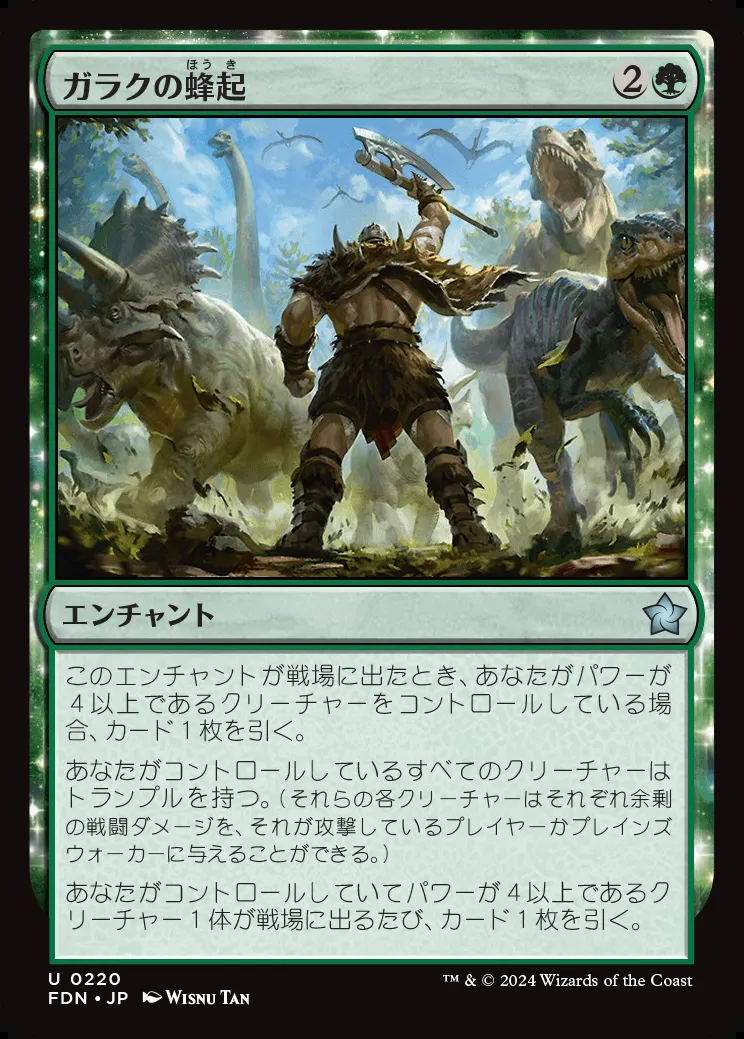 ほうき
ガラクの蜂起 2
エンチャント
このエンチャントが戦場に出たとき、あなたがパワーが
４以上であるクリーチャーをコントロールしている場
合、カード１枚を引く。
あなたがコントロールしているすべてのクリーチャーは
トランプルを持つ。（それらの各クリーチャーはそれぞれ余剰
の戦闘ダメージを、それが攻撃しているプレイヤーかプレインズ
ウォーカーに与えることができる。）
あなたがコントロールしていてパワーが４以上であるク
リーチャー１体が戦場に出るたび、カード１枚を引く。
U 0220
FDN • JP Wisnu Tan
™ & © 2024 Wizards of the Coast